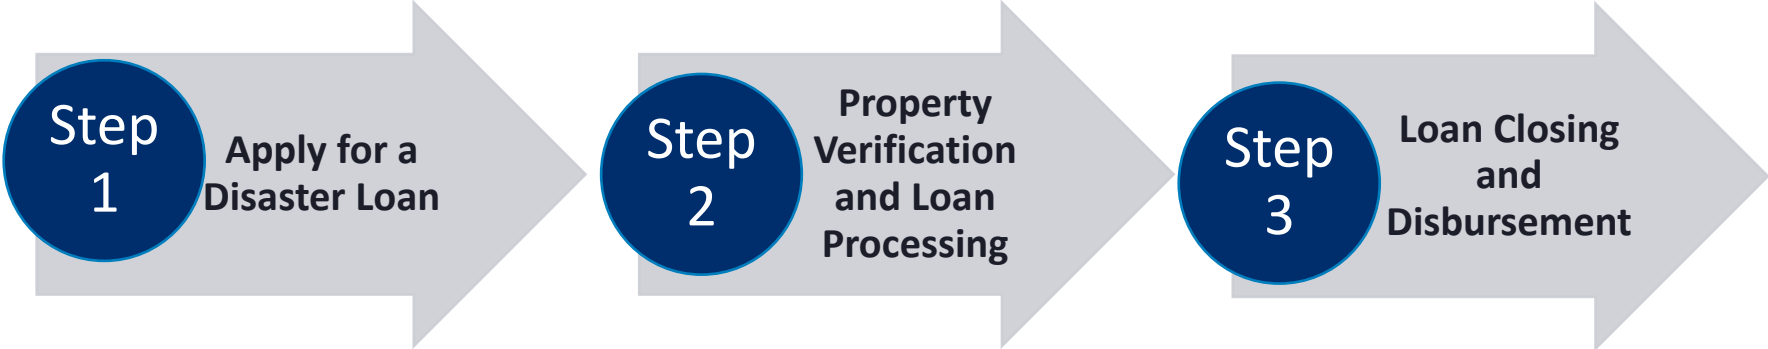 Step
1
Apply for a
Disaster Loan
Step
2
Property
Verification
and Loan
Processing
Step
3
Loan Closing
and
Disbursement